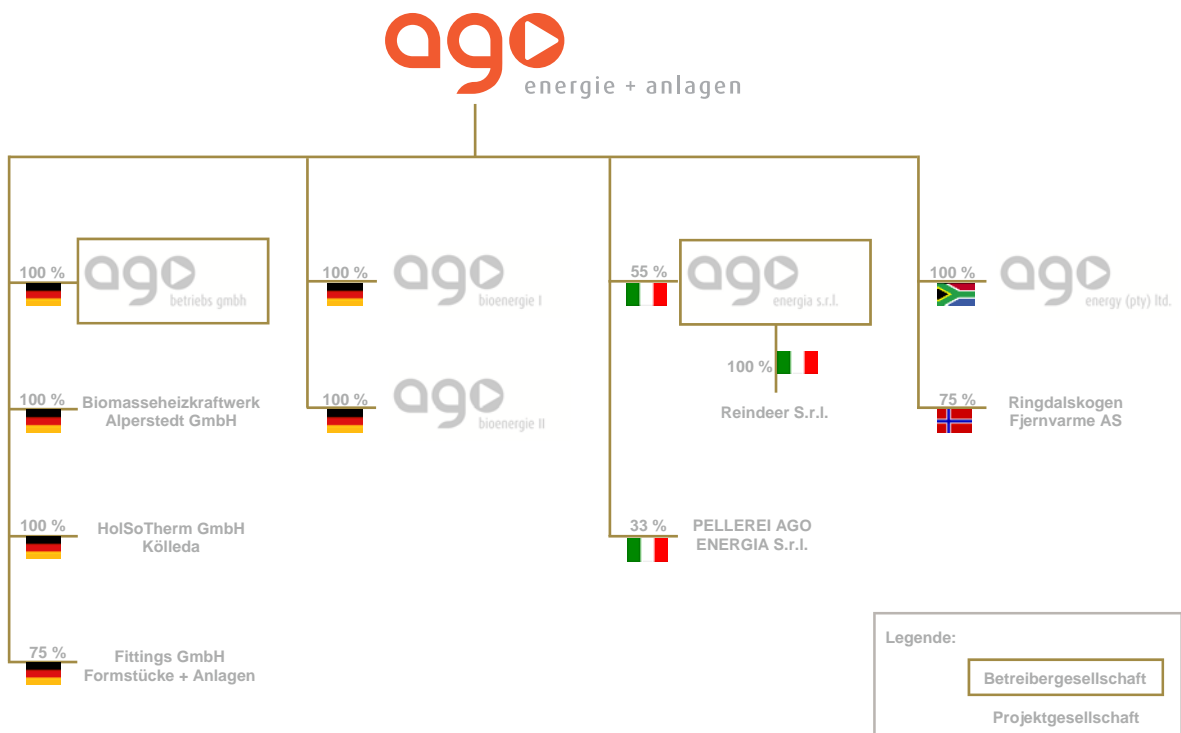 ago
energie + anlagen
100 %
ago
betriebs gmbh
100 %
Biomasseheizkraftwerk
Alperstedt GmbH
100 %
HolSoTherm GmbH
Kölleda
75 %
Fittings GmbH
Formstücke + Anlagen
100 %
ago
bioenergie I
100 %
ago
bioenergie II
55 %
ago
energia s.r.l.
100 %
Reindeer S.r.l.
33 %
PELLEREI AGO
ENERGIA S.r.l.
100 %
ago
energy (pty) ltd.
75 %
Ringdalskogen
Fjernvarme AS
Legende:
Betreibergesellschaft
Projektgesellschaft